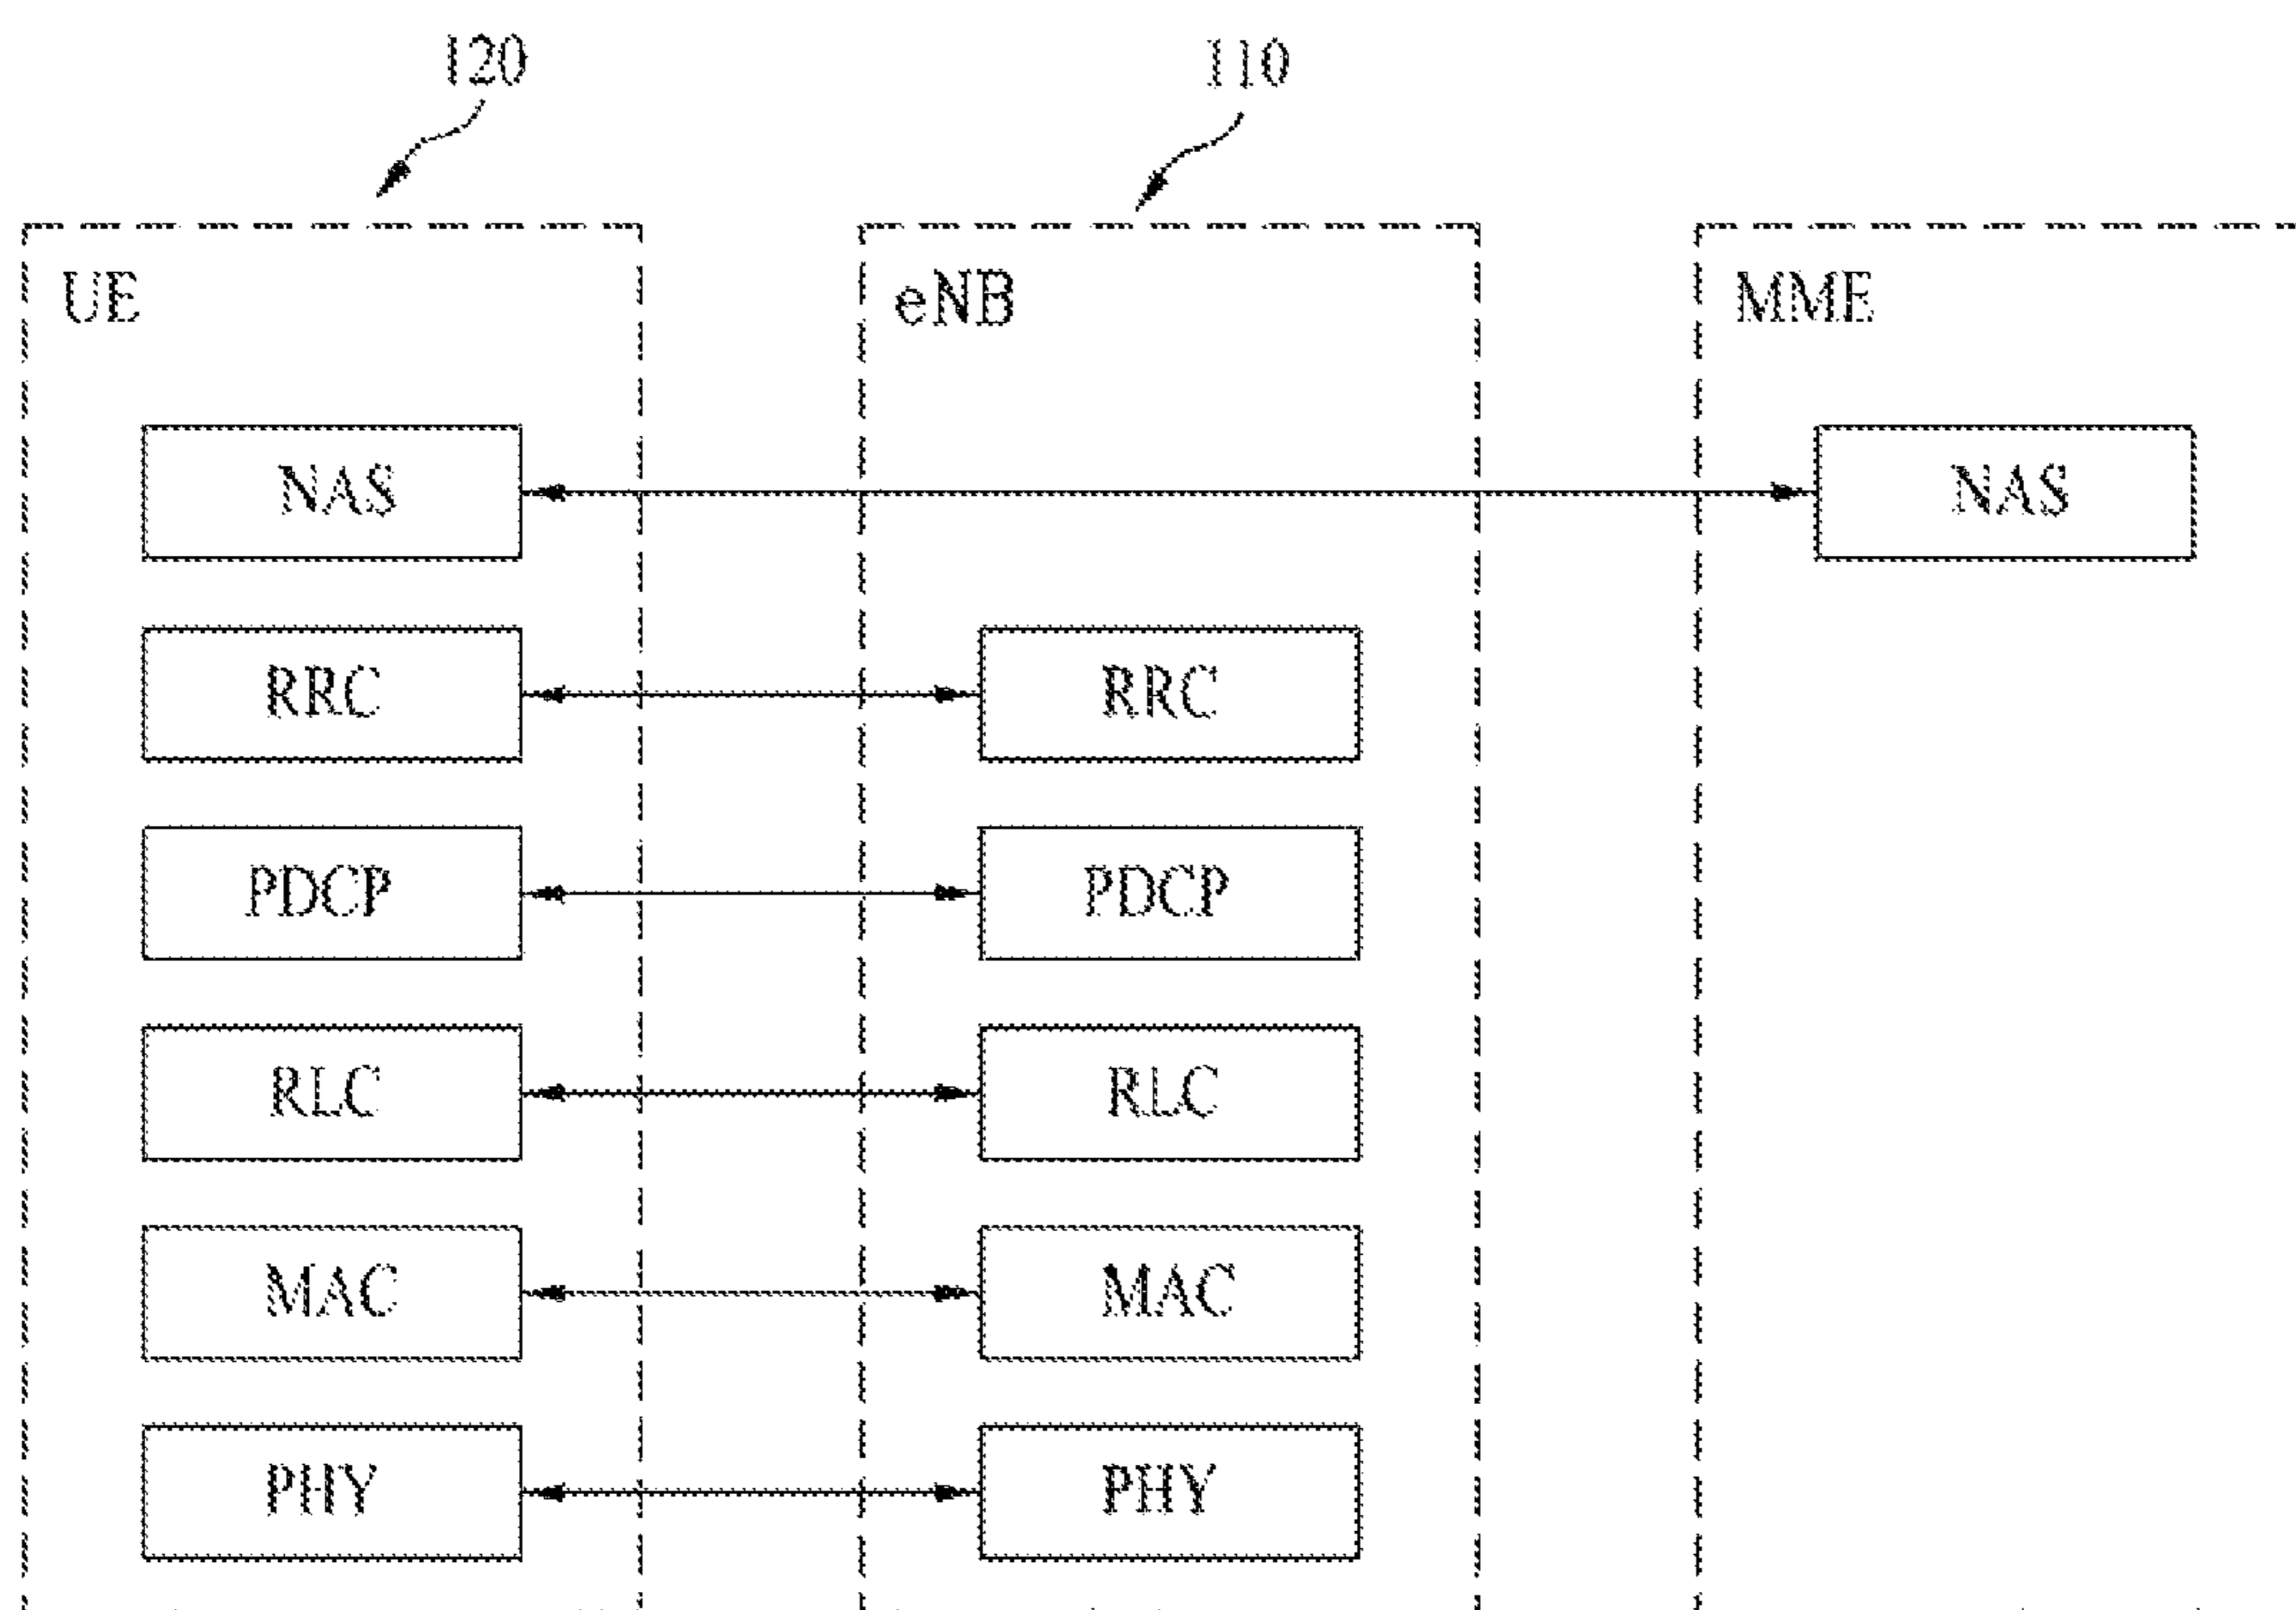 120 110
UE eNB MME
NAS NAS
RRC RRC
PDCP PDCP
RLC RLC
MAC MAC
PHY PHY